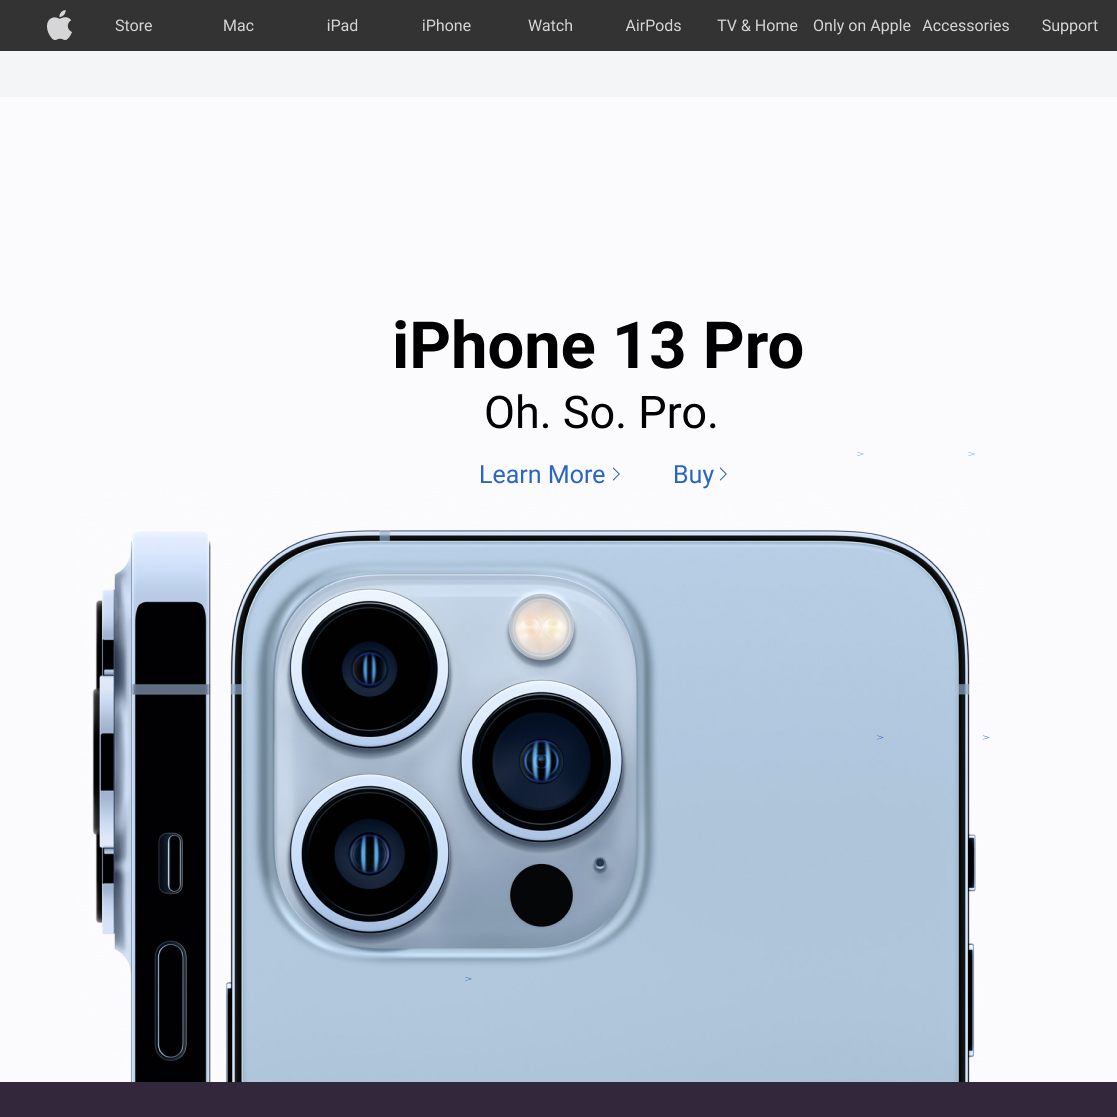 Store Mac iPad iPhone Watch AirPods TV & Home Only on Apple Accessories Support
iPhone 13 Pro
Oh. So. Pro.
Learn More > Buy >
> >
> >
>